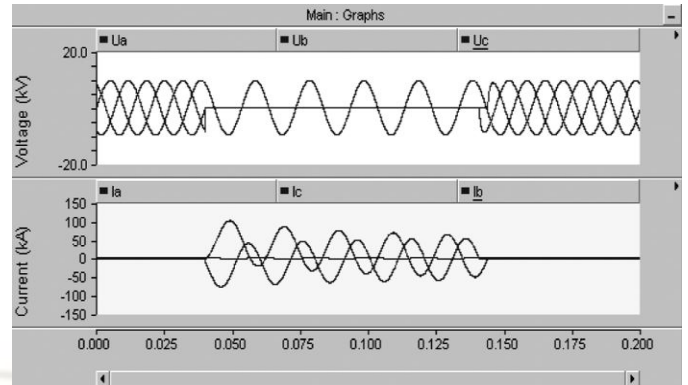 Main : Graphs
Ua Ub Uc
Voltage (kV)
20.0
-20.0
Ia Ic Ib
Current (kA)
150
100
50
0
-50
-100
-150
0.000 0.025 0.050 0.075 0.100 0.125 0.150 0.175 0.200